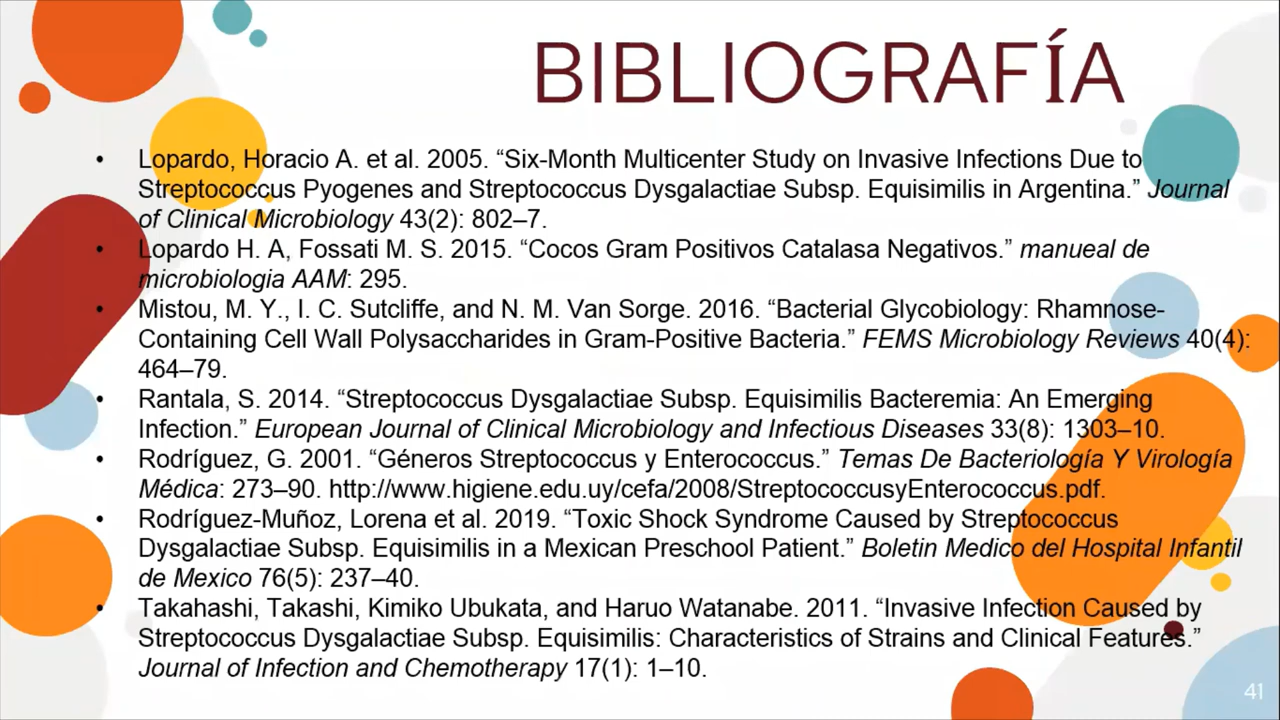 BIBLIOGRAFÍA
• Lopardo, Horacio A. et al. 2005. “Six-Month Multicenter Study on Invasive Infections Due to
Streptococcus Pyogenes and Streptococcus Dysgalactiae Subsp. Equisimilis in Argentina.” Journal
of Clinical Microbiology 43(2): 802–7.
• Lopardo H. A, Fossati M. S. 2015. “Cocos Gram Positivos Catalasa Negativos.” manueal de
microbiologia AAM: 295.
• Mistou, M. Y., I. C. Sutcliffe, and N. M. Van Sorge. 2016. “Bacterial Glycobiology: Rhamnose-
Containing Cell Wall Polysaccharides in Gram-Positive Bacteria.” FEMS Microbiology Reviews 40(4):
464–79.
• Rantala, S. 2014. “Streptococcus Dysgalactiae Subsp. Equisimilis Bacteremia: An Emerging
Infection.” European Journal of Clinical Microbiology and Infectious Diseases 33(8): 1303–10.
• Rodríguez, G. 2001. “Géneros Streptococcus y Enterococcus.” Temas De Bacteriología Y Virología
Médica: 273–90. http://www.higiene.edu.uy/cefa/2008/StreptococcusyEnterococcus.pdf.
• Rodríguez-Muñoz, Lorena et al. 2019. “Toxic Shock Syndrome Caused by Streptococcus
Dysgalactiae Subsp. Equisimilis in a Mexican Preschool Patient.” Boletin Medico del Hospital Infantil
de Mexico 76(5): 237–40.
• Takahashi, Takashi, Kimiko Ubukata, and Haruo Watanabe. 2011. “Invasive Infection Caused by
Streptococcus Dysgalactiae Subsp. Equisimilis: Characteristics of Strains and Clinical Features.”
Journal of Infection and Chemotherapy 17(1): 1–10.
41